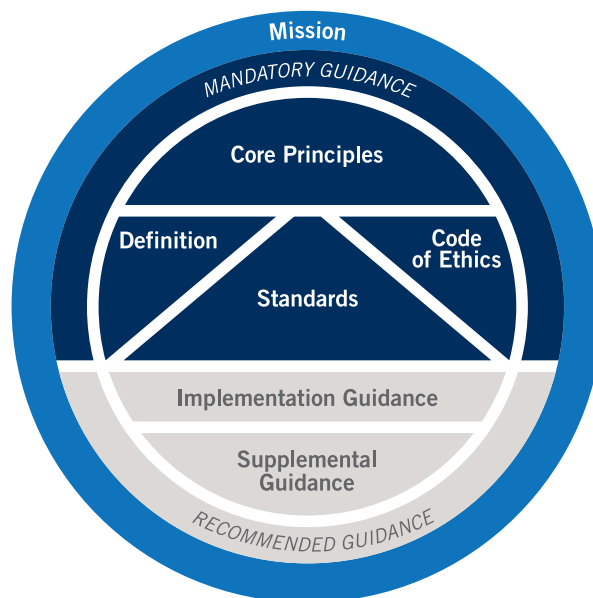 Mission
MANDATORY GUIDANCE
Core Principles
Definition
Code
of Ethics
Standards
Implementation Guidance
Supplemental
Guidance
RECOMMENDED GUIDANCE